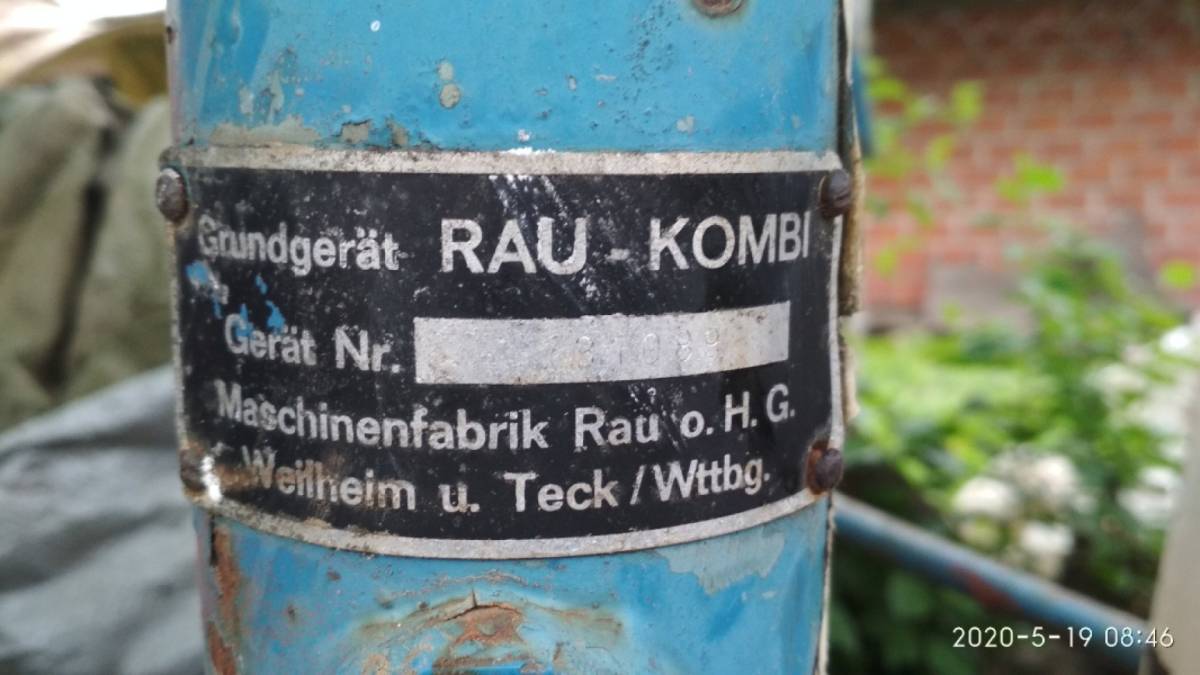 Grundgerät RAU - KOMBI
Gerät Nr.
Maschinenfabrik Rau o. H. G.
Weilheim u. Teck / Wttbg.
2020-5-19 08:46